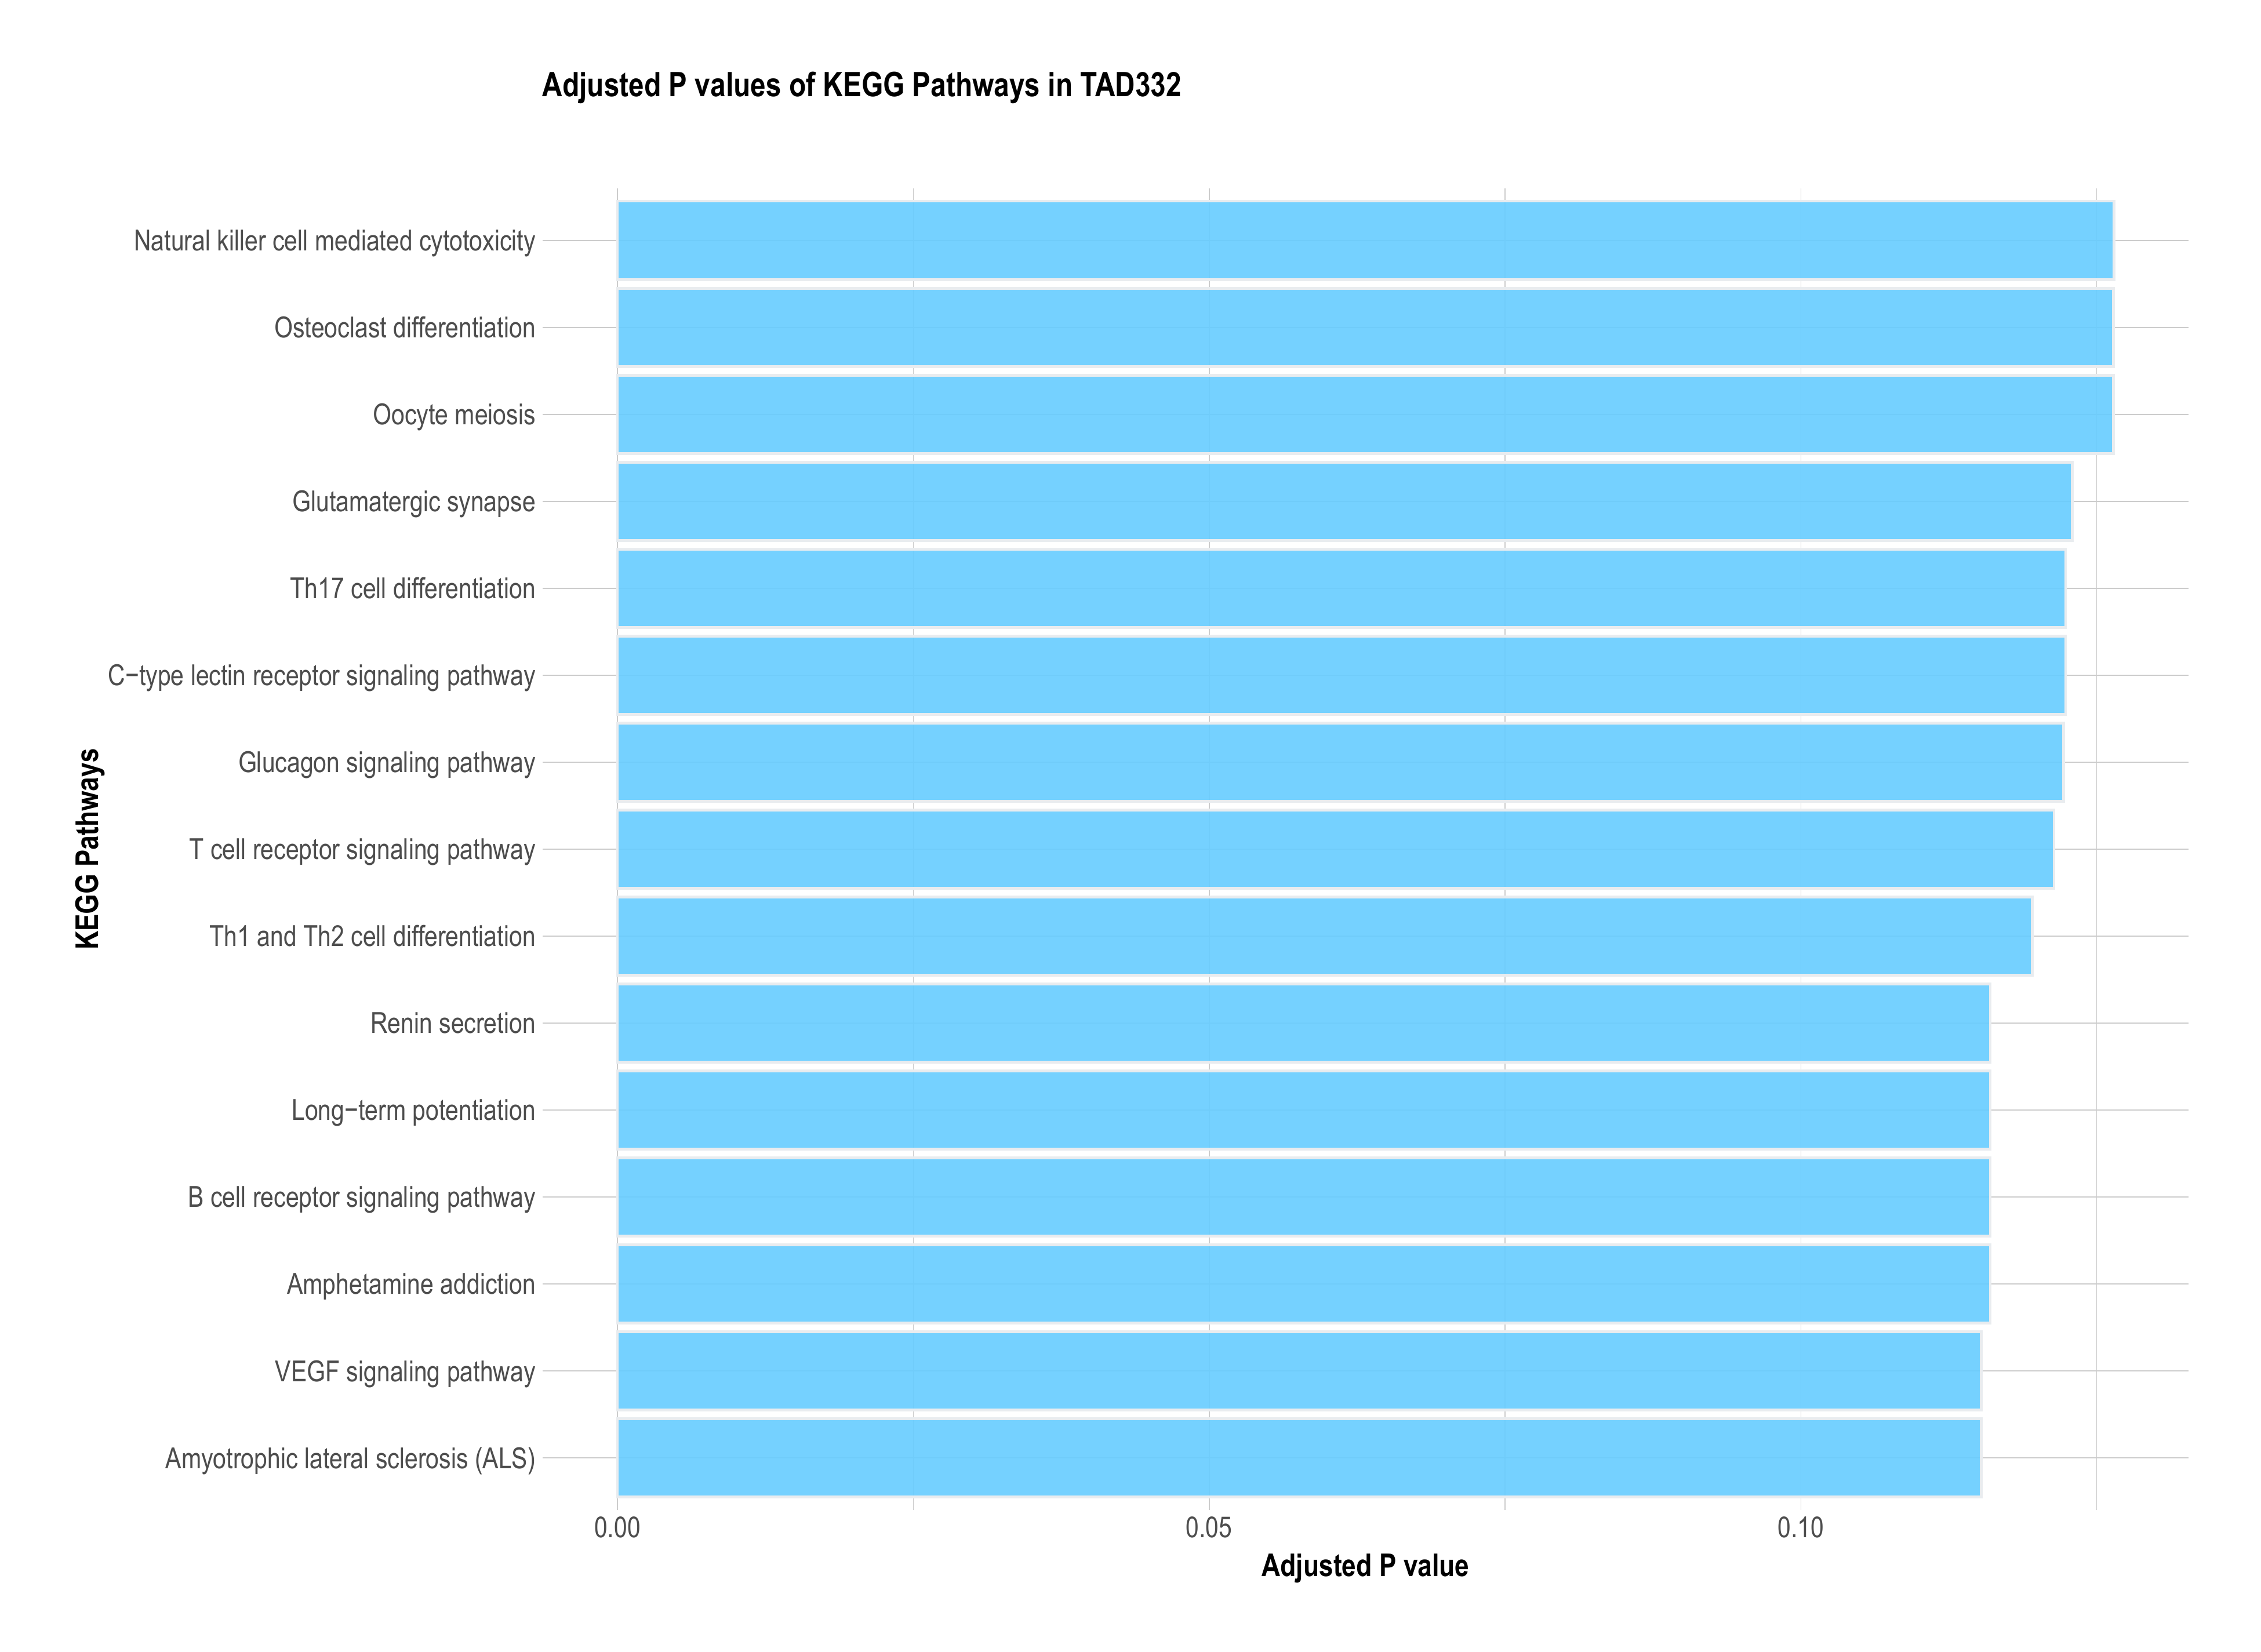 Adjusted P values of KEGG Pathways in TAD332
Natural killer cell mediated cytotoxicity
Osteoclast differentiation
Oocyte meiosis
Glutamatergic synapse
Th17 cell differentiation
C−type lectin receptor signaling pathway
Glucagon signaling pathway
T cell receptor signaling pathway
Th1 and Th2 cell differentiation
Renin secretion
Long−term potentiation
B cell receptor signaling pathway
Amphetamine addiction
VEGF signaling pathway
Amyotrophic lateral sclerosis (ALS)
KEGG Pathways
0.00 0.05 0.10
Adjusted P value